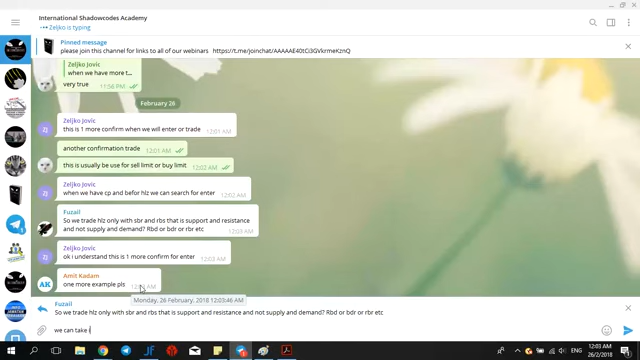 International Shadowcodes Academy
Zeljko is typing
Pinned message
please join this channel for links to all of our webinars https://t.me/joinchat/AAAAAE40tCi3GVkrmeKznQ
Zeljko Jovic
when we have more t...
very true
11:56 PM
February 26
Zeljko Jovic
this is 1 more confirm when we will enter or trade 12:01 AM
another confirmation trade 12:01 AM
this is usually be use for sell limit or buy limit 12:02 AM
Zeljko Jovic
when we have cp and befor hlz we can search for enter 12:02 AM
Fuzail
So we trade hlz only with sbr and rbs that is support and resistance
and not supply and demand? Rbd or bdr or rbr etc 12:03 AM
Zeljko Jovic
ok i understand this is 1 more confirm for enter 12:03 AM
Amit Kadam
one more example pls
AK
Monday, 26 February, 2018 12:03:46 AM
Fuzail
So we trade hlz only with sbr and rbs that is support and resistance and not supply and demand? Rbd or bdr or rbr etc
we can take i
ENG
12:03 AM
26/2/2018